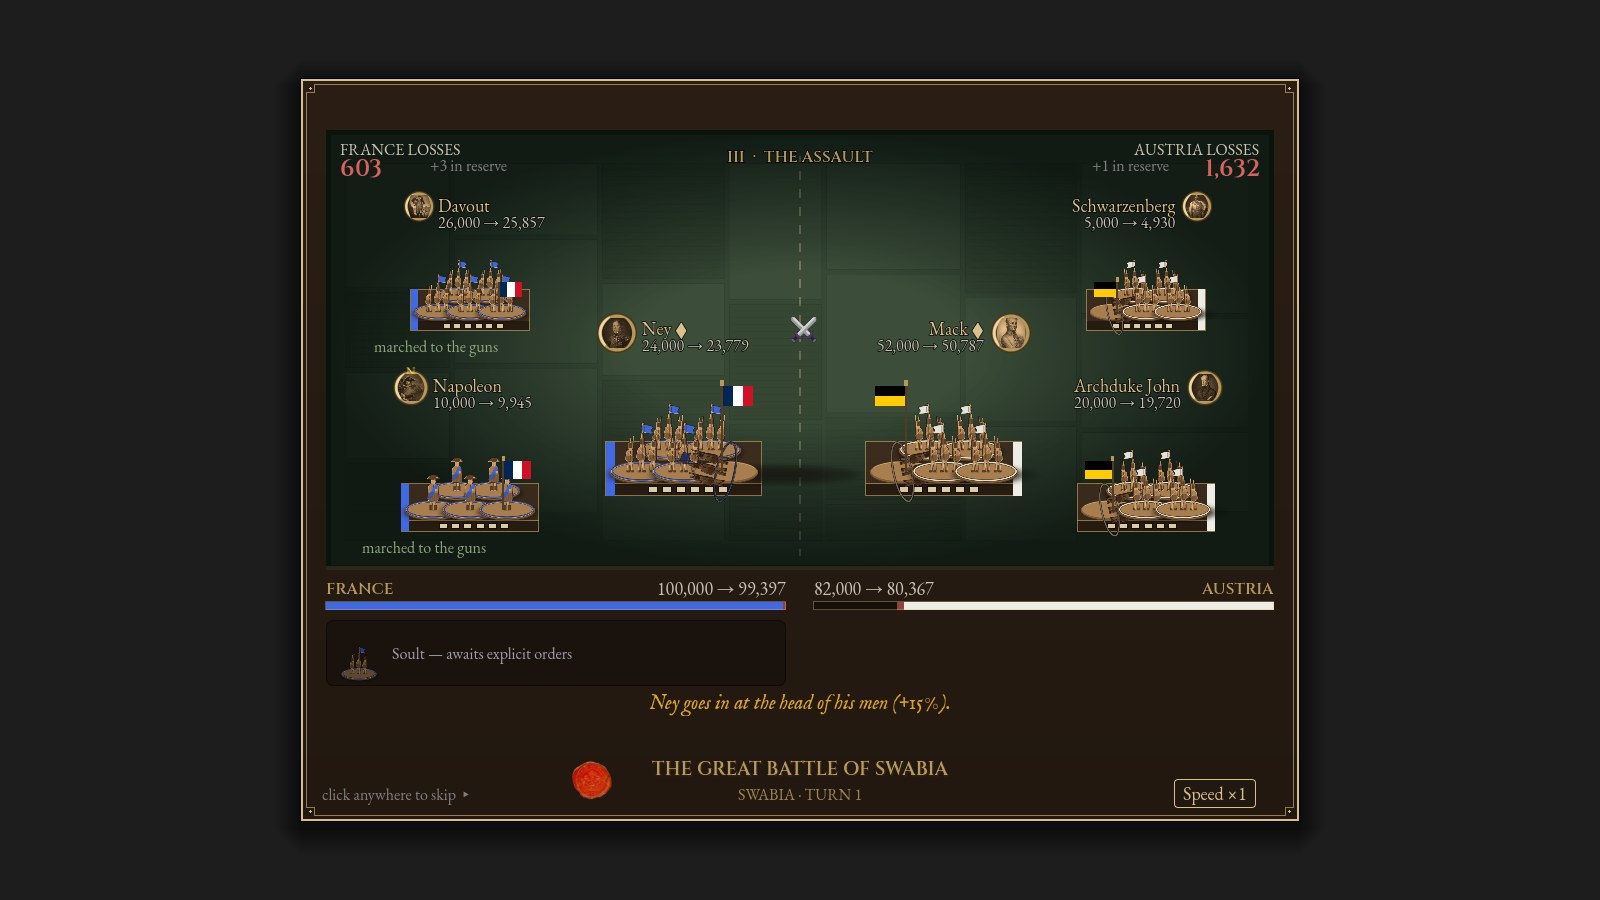 FRANCE LOSSES
603
+3 in reserve
III · THE ASSAULT
AUSTRIA LOSSES
+1 in reserve
1,632
Davout
26,000 → 25,857
Schwarzenberg
5,000 → 4,930
marched to the guns
Ney
24,000 → 23,779
Mack
52,000 → 50,787
N
Napoleon
10,000 → 9,945
Archduke John
20,000 → 19,720
marched to the guns
FRANCE
100,000 → 99,397
82,000 → 80,367
AUSTRIA
Soult — awaits explicit orders
Ney goes in at the head of his men (+15%).
THE GREAT BATTLE OF SWABIA
SWABIA · TURN 1
click anywhere to skip ▸
Speed ×1